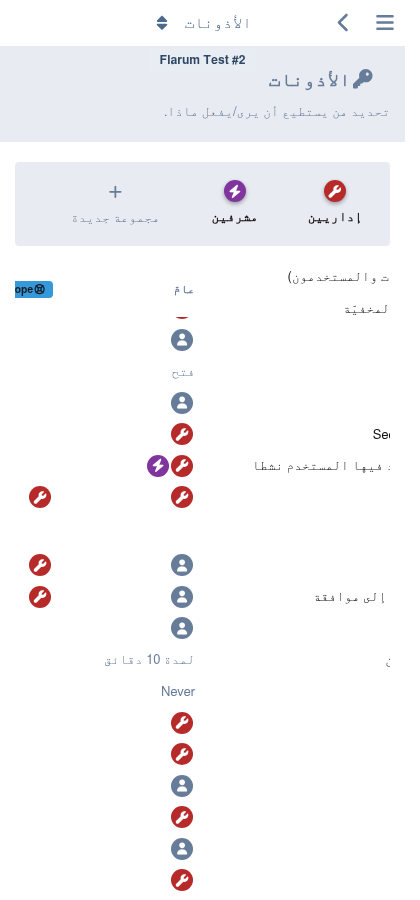 الأذونات
Flarum Test #2
الأذونات
تحديد من يستطيع أن يرى/يفعل ماذا.
إداريين
مشرفين
مجموعة جديدة
ت والمستخدمون)
عامّ
ope
لمخفيّة
فتح
See
د فيها المستخدم نشطا
إلى موافقة
لمدة 10 دقائق
Never